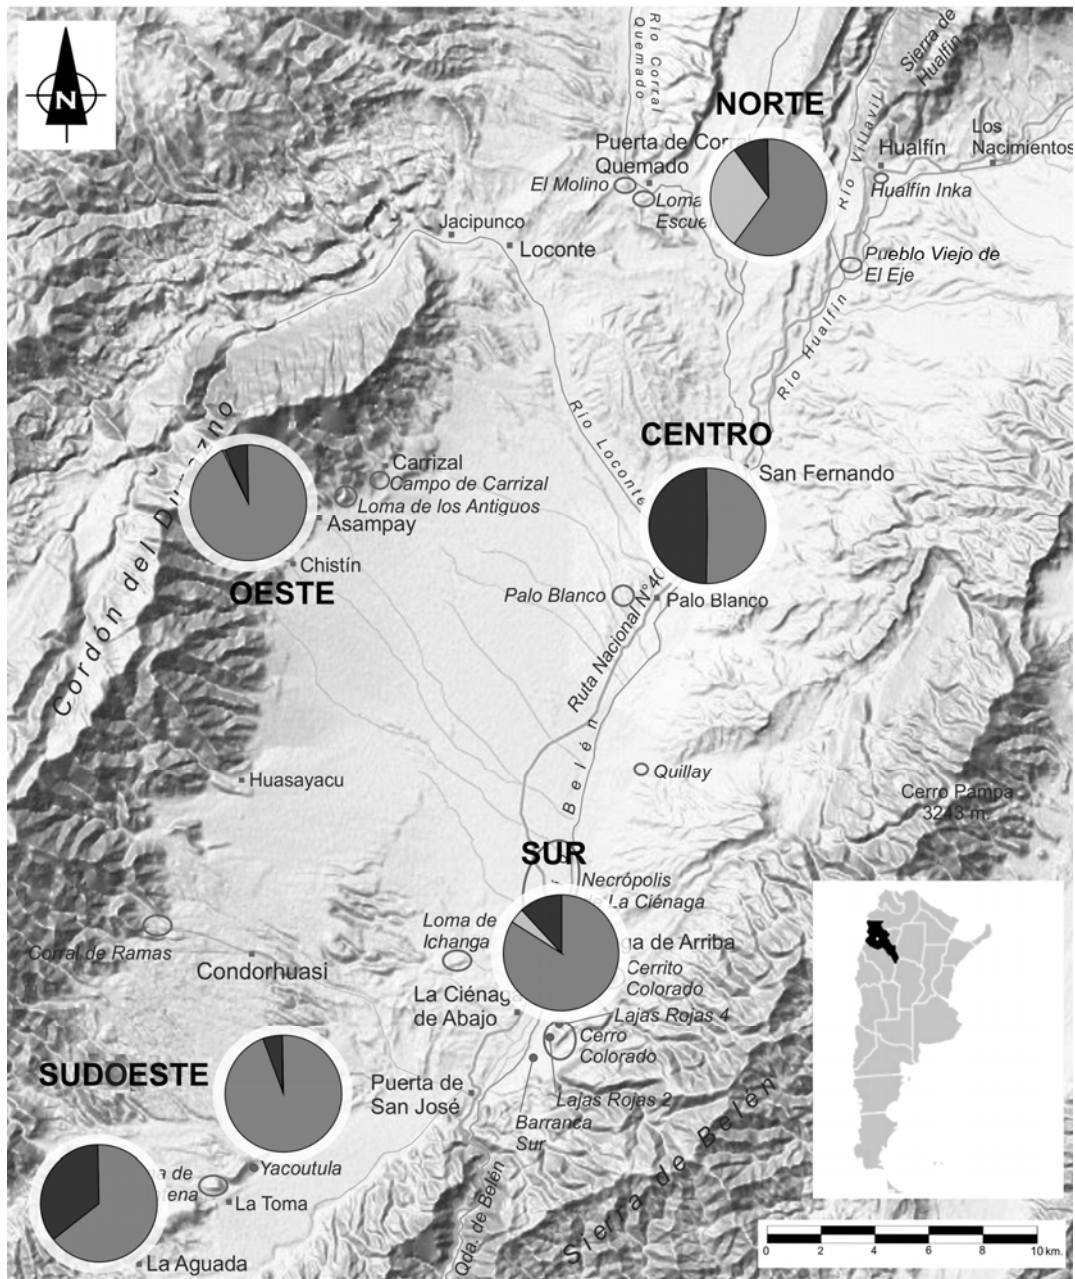 N
Río Corral
Quemado
Sierra de
Hualfín
NORTE
Río Villavil
Los
Nacimientos
Puerta de
Quemado
Hualfín
El Molino
Hualfín Inka
Loma
Jacipunco
Loconte
Pueblo Viejo de
El Eje
Río Hualfín
Río Loconte
CENTRO
San Fernando
Carrizal
Campo de Carrizal
Loma de los Antiguos
Asampay
Chistín
OESTE
Cordón del
Palo Blanco
Palo Blanco
Ruta Nacional N°40
Belén
Huasayacu
Quillay
Cerro Pampa
3243 m.
SUR
Necrópolis
La Ciénaga
Loma de
Ichanga
de Arriba
Corral de Ramas
Condorhuasi
Cerrito
Colorado
La Ciénaga
de Abajo
Lajas Rojas 4
Cerro
Colorado
SUDOESTE
Puerta de
San José
Lajas Rojas 2
Barranca
Sur
Sierra de Belén
Yacoutula
de
La Toma
Qda. de Belén
La Aguada
0 2 4 6 8 10 km.